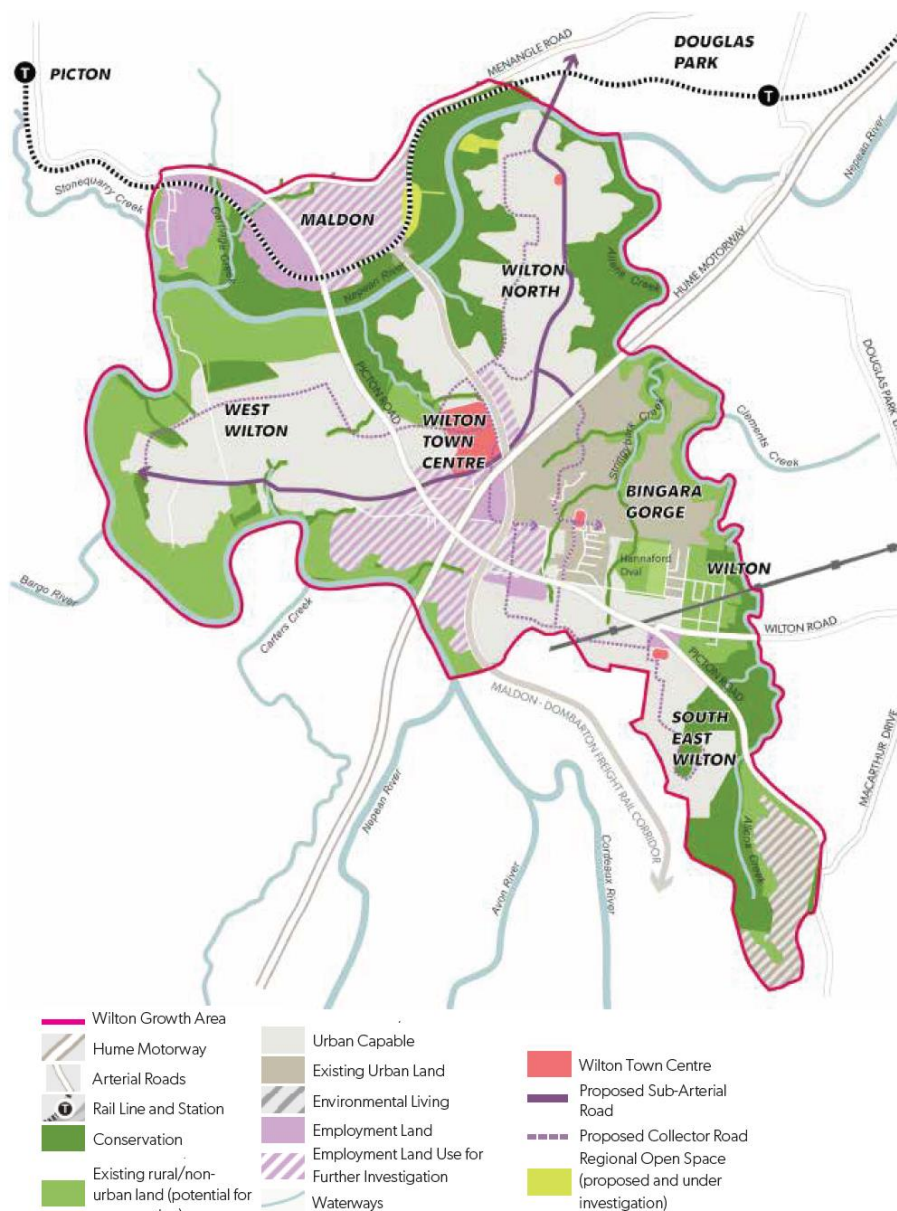 MENANGLE ROAD
DOUGLAS
PARK
T
PICTON
T
Nepean River
Stonequarry Creek
MALDON
Carriage Creek
Nepean River
WILTON
NORTH
Allens Creek
HUME MOTORWAY
DOUGLAS PARK
PICTON ROAD
WEST
WILTON
WILTON
TOWN
CENTRE
Stringybark Creek
Clements Creek
BINGARA
GORGE
Hannaford
Oval
WILTON
Bargo River
Carters Creek
WILTON ROAD
PICTON ROAD
MALDON - DOMBARTON FREIGHT RAIL CORRIDOR
SOUTH
EAST
WILTON
MACARTHUR DRIVE
Nepean River
Avon River
Cordeaux River
Allens Creek
Wilton Growth Area
Hume Motorway
Arterial Roads
T
Rail Line and Station
Conservation
Existing rural/non-
urban land (potential for
Urban Capable
Existing Urban Land
Environmental Living
Employment Land
Employment Land Use for
Further Investigation
Waterways
Wilton Town Centre
Proposed Sub-Arterial
Road
Proposed Collector Road
Regional Open Space
(proposed and under
investigation)